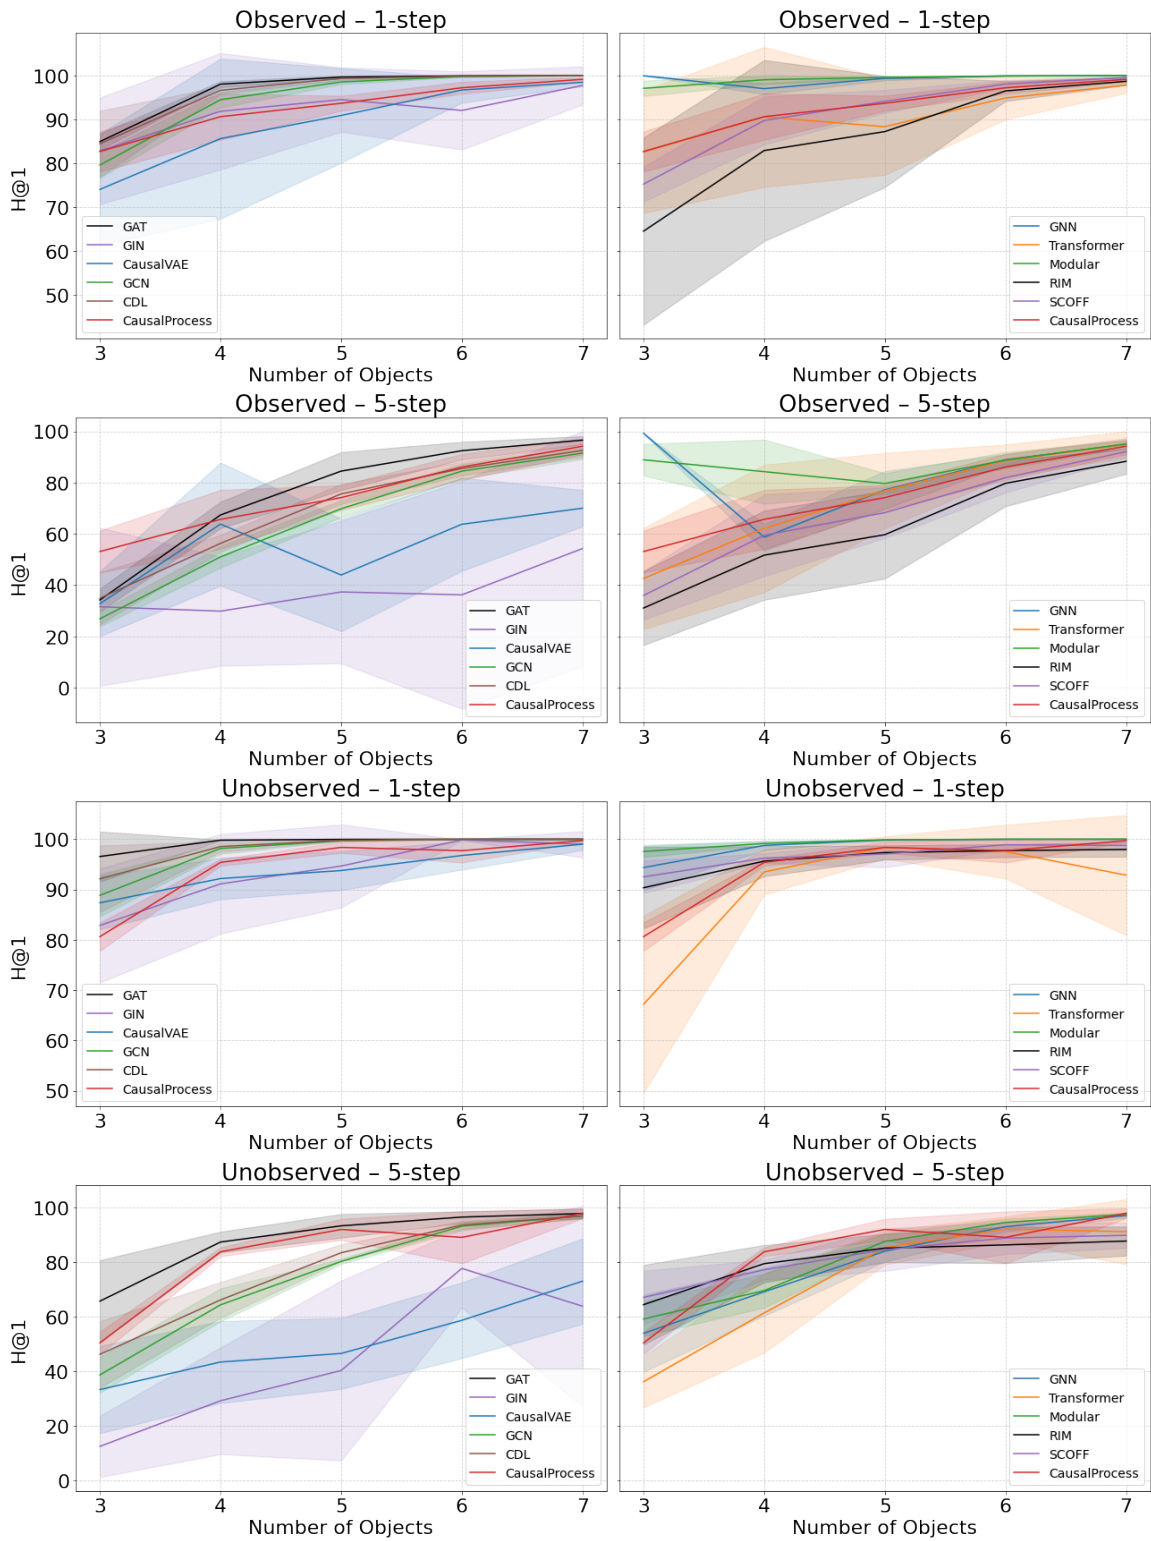 Observed – 1-step
H@1
100
90
80
70
60
50
GAT
GIN
CausalVAE
GCN
CDL
CausalProcess
3 4 5 6 7
Number of Objects
Observed – 1-step
GNN
Transformer
Modular
RIM
SCOFF
CausalProcess
3 4 5 6 7
Number of Objects
Observed – 5-step
H@1
100
80
60
40
20
0
GAT
GIN
CausalVAE
GCN
CDL
CausalProcess
3 4 5 6 7
Number of Objects
Observed – 5-step
GNN
Transformer
Modular
RIM
SCOFF
CausalProcess
3 4 5 6 7
Number of Objects
Unobserved – 1-step
H@1
100
90
80
70
60
50
GAT
GIN
CausalVAE
GCN
CDL
CausalProcess
3 4 5 6 7
Number of Objects
Unobserved – 1-step
GNN
Transformer
Modular
RIM
SCOFF
CausalProcess
3 4 5 6 7
Number of Objects
Unobserved – 5-step
H@1
100
80
60
40
20
0
GAT
GIN
CausalVAE
GCN
CDL
CausalProcess
3 4 5 6 7
Number of Objects
Unobserved – 5-step
GNN
Transformer
Modular
RIM
SCOFF
CausalProcess
3 4 5 6 7
Number of Objects